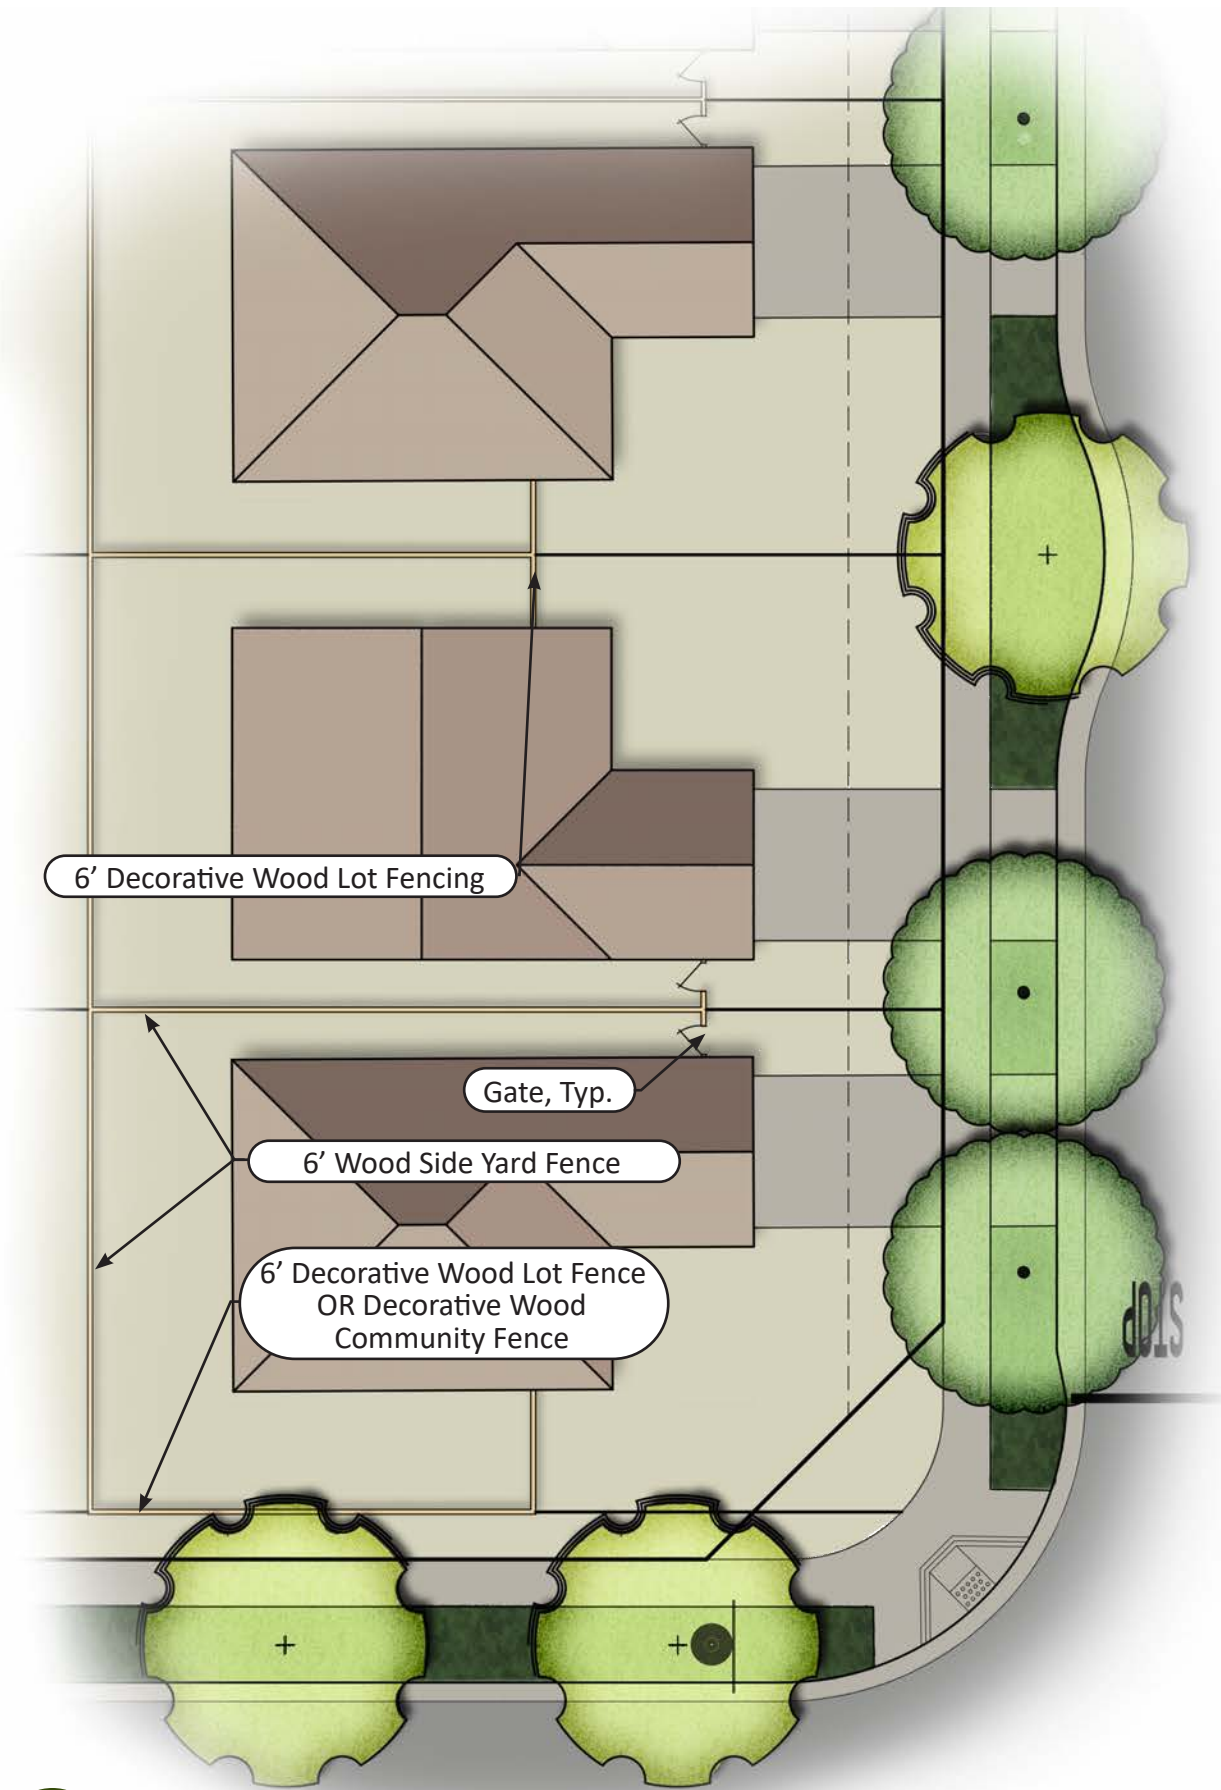 6’ Decorative Wood Lot Fencing
Gate, Typ.
6’ Wood Side Yard Fence
6’ Decorative Wood Lot Fence
OR Decorative Wood
Community Fence
STOP